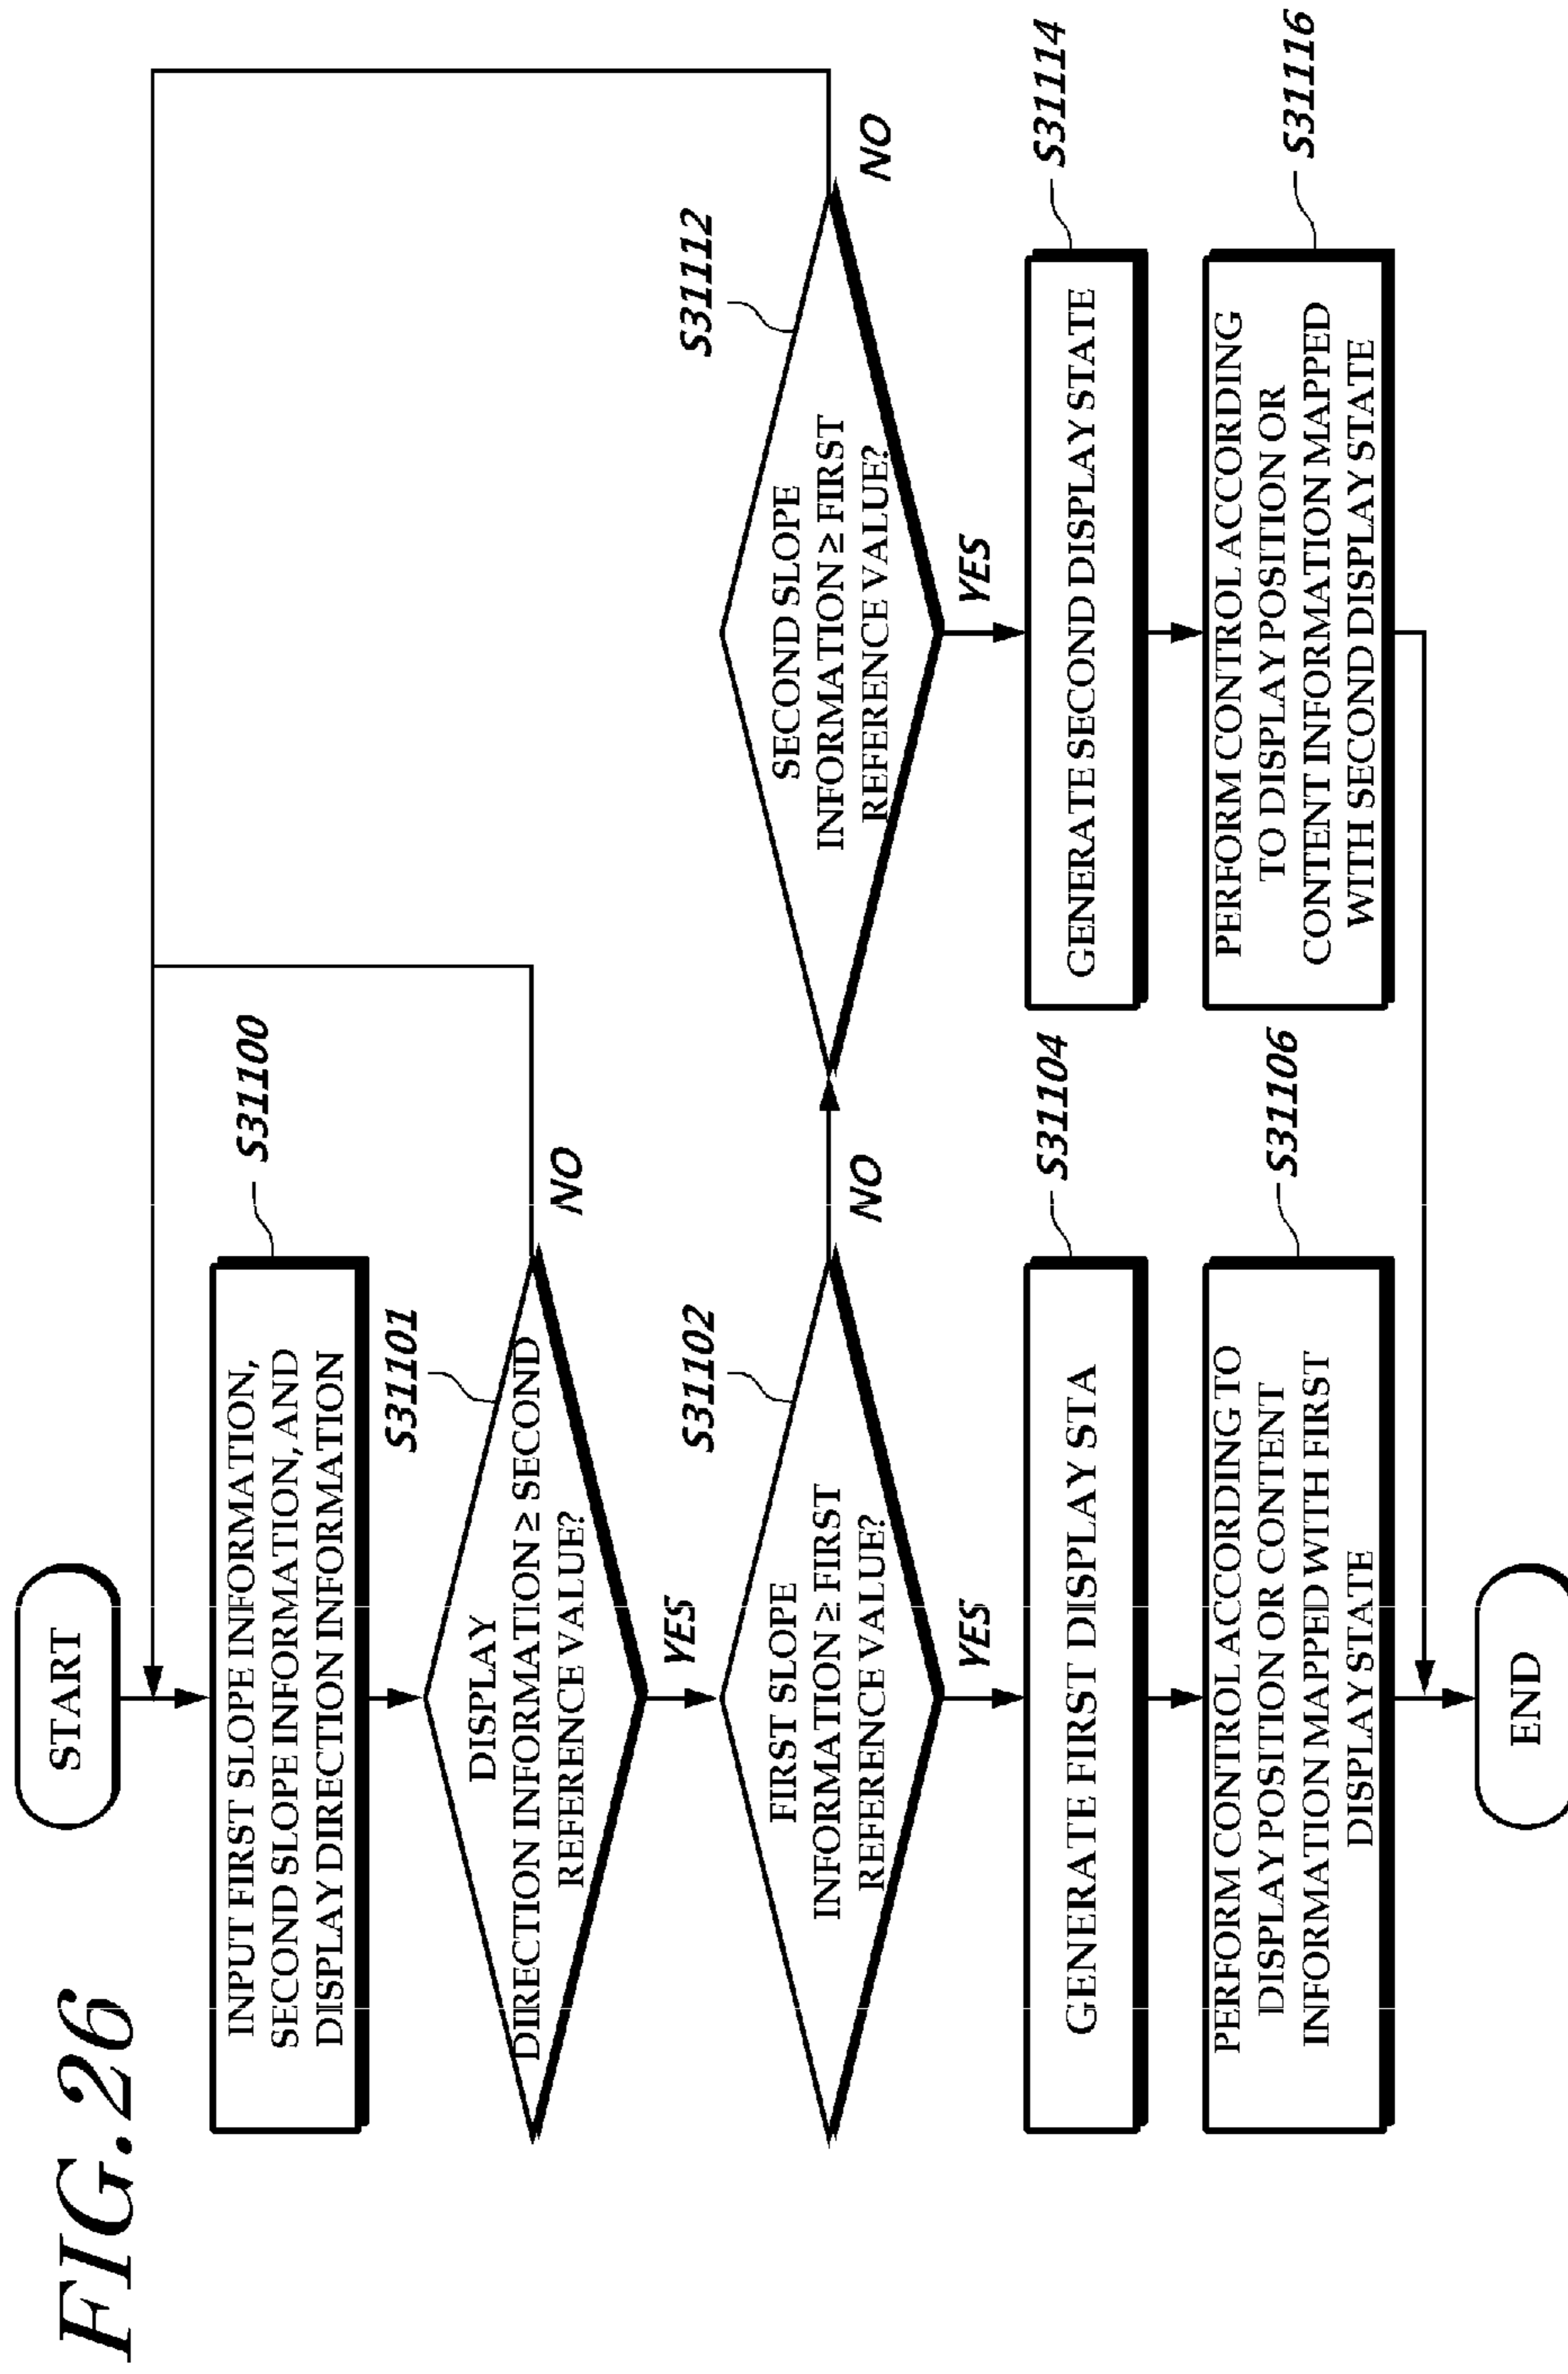 FIG. 26
START
INPUT FIRST SLOPE INFORMATION,
SECOND SLOPE INFORMATION, AND
DISPLAY DIRECTION INFORMATION
S31100
DISPLAY
DIRECTION INFORMATION ≥ SECOND
REFERENCE VALUE?
S31101
NO
YES
FIRST SLOPE
INFORMATION ≥ FIRST
REFERENCE VALUE?
S31102
NO
YES
SECOND SLOPE
INFORMATION ≥ FIRST
REFERENCE VALUE?
S31112
NO
YES
GENERATE FIRST DISPLAY STA
S31104
GENERATE SECOND DISPLAY STATE
S31114
PERFORM CONTROL ACCORDING TO
DISPLAY POSITION OR CONTENT
INFORMATION MAPPED WITH FIRST
DISPLAY STATE
S31106
PERFORM CONTROL ACCORDING
TO DISPLAY POSITION OR
CONTENT INFORMATION MAPPED
WITH SECOND DISPLAY STATE
S31116
END